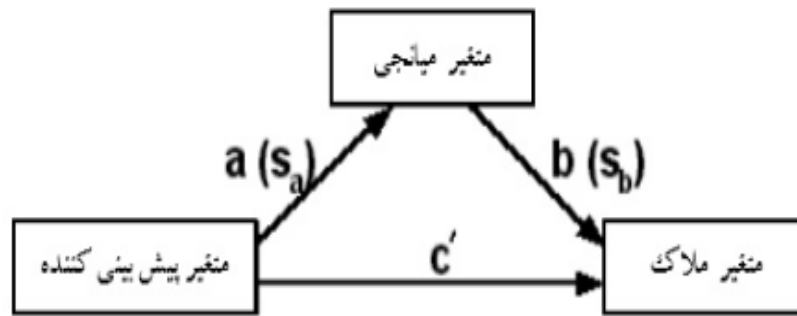 متغیر میانجی
a (sa)
b (sb)
متغیر پیش بینی کننده
c′
متغیر ملاک